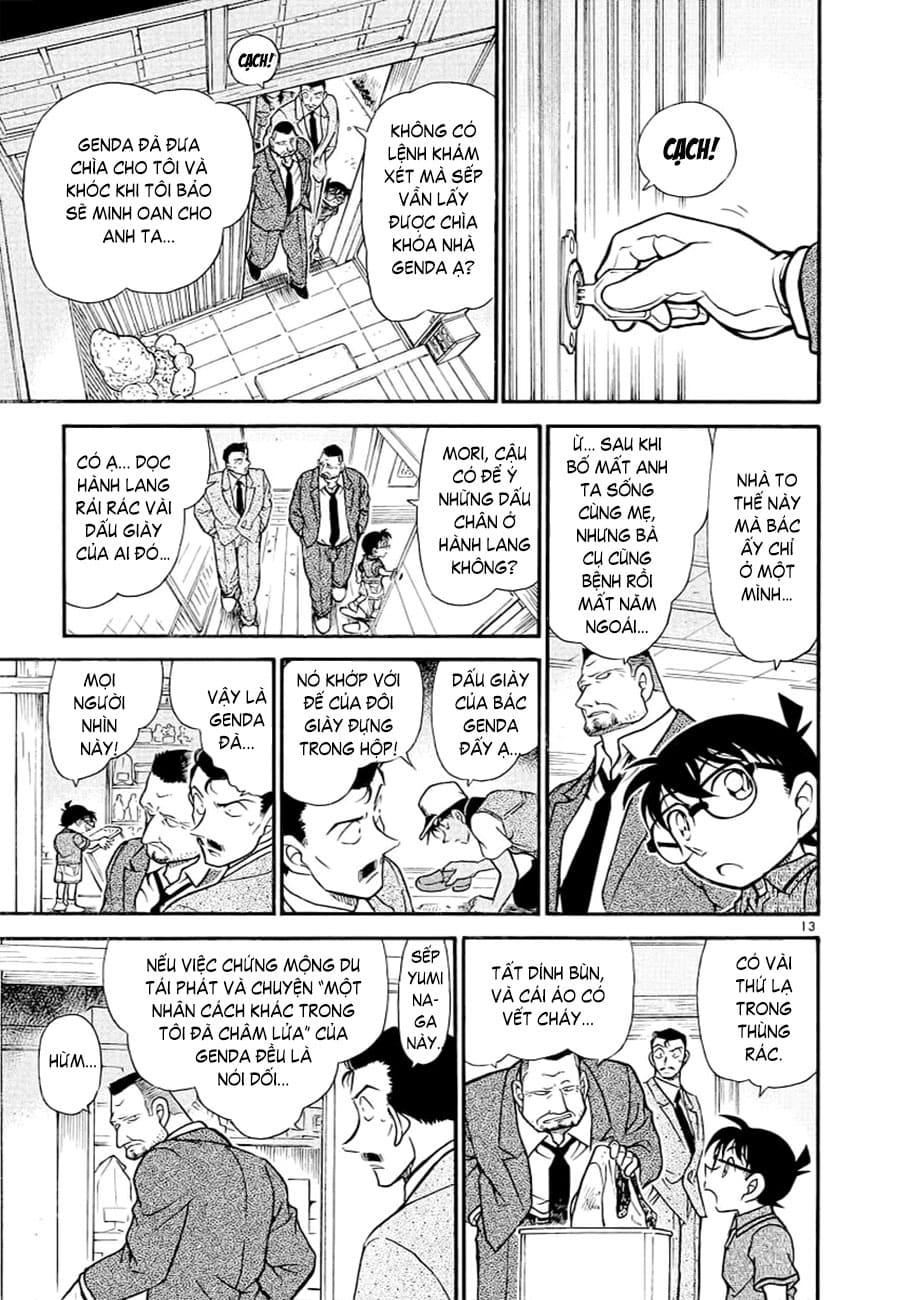 CẠCH!
CẠCH!
KHÔNG CÓ
LỆNH KHÁM
XÉT MÀ SẾP
VẪN LẤY
ĐƯỢC CHÌA
KHÓA NHÀ
GENDA Ạ?
GENDA ĐÃ ĐƯA
CHÌA CHO TÔI VÀ
KHÓC KHI TÔI BẢO
SẼ MINH OAN CHO
ANH TA...
NHÀ TO
THẾ NÀY
MÀ BÁC
ẤY CHỈ
Ở MỘT
MÌNH...
Ừ... SAU KHI
BỐ MẤT ANH
TA SỐNG
CÙNG MẸ,
NHƯNG BÀ
CỤ CŨNG
BỆNH RỒI
MẤT NĂM
NGOÁI...
MORI, CẬU
CÓ ĐỂ Ý
NHỮNG DẤU
CHÂN Ở
HÀNH LANG
KHÔNG?
CÓ Ạ... DỌC
HÀNH LANG
RẢI RÁC VÀI
DẤU GIÀY
CỦA AI ĐÓ...
DẤU GIÀY
CỦA BÁC
GENDA
ĐẤY Ạ...
NÓ KHỚP VỚI
ĐẾ CỦA ĐÔI
GIÀY ĐỰNG
TRONG HỘP!
VẬY LÀ
GENDA
ĐÃ...
MỌI
NGƯỜI
NHÌN
NÀY!
13
CÓ VÀI
THỨ LẠ
TRONG
THÙNG
RÁC.
TẤT DÍNH BÙN,
VÀ CÁI ÁO CÓ
VẾT CHÁY...
SẾP
YUMI
NA-
GA
NÀY...
NẾU VIỆC CHỨNG MỘNG DU
TÁI PHÁT VÀ CHUYỆN “MỘT
NHÂN CÁCH KHÁC TRONG
TÔI ĐÃ CHÂM LỬA” CỦA
GENDA ĐỀU LÀ
NÓI DỐI...
HỪM...